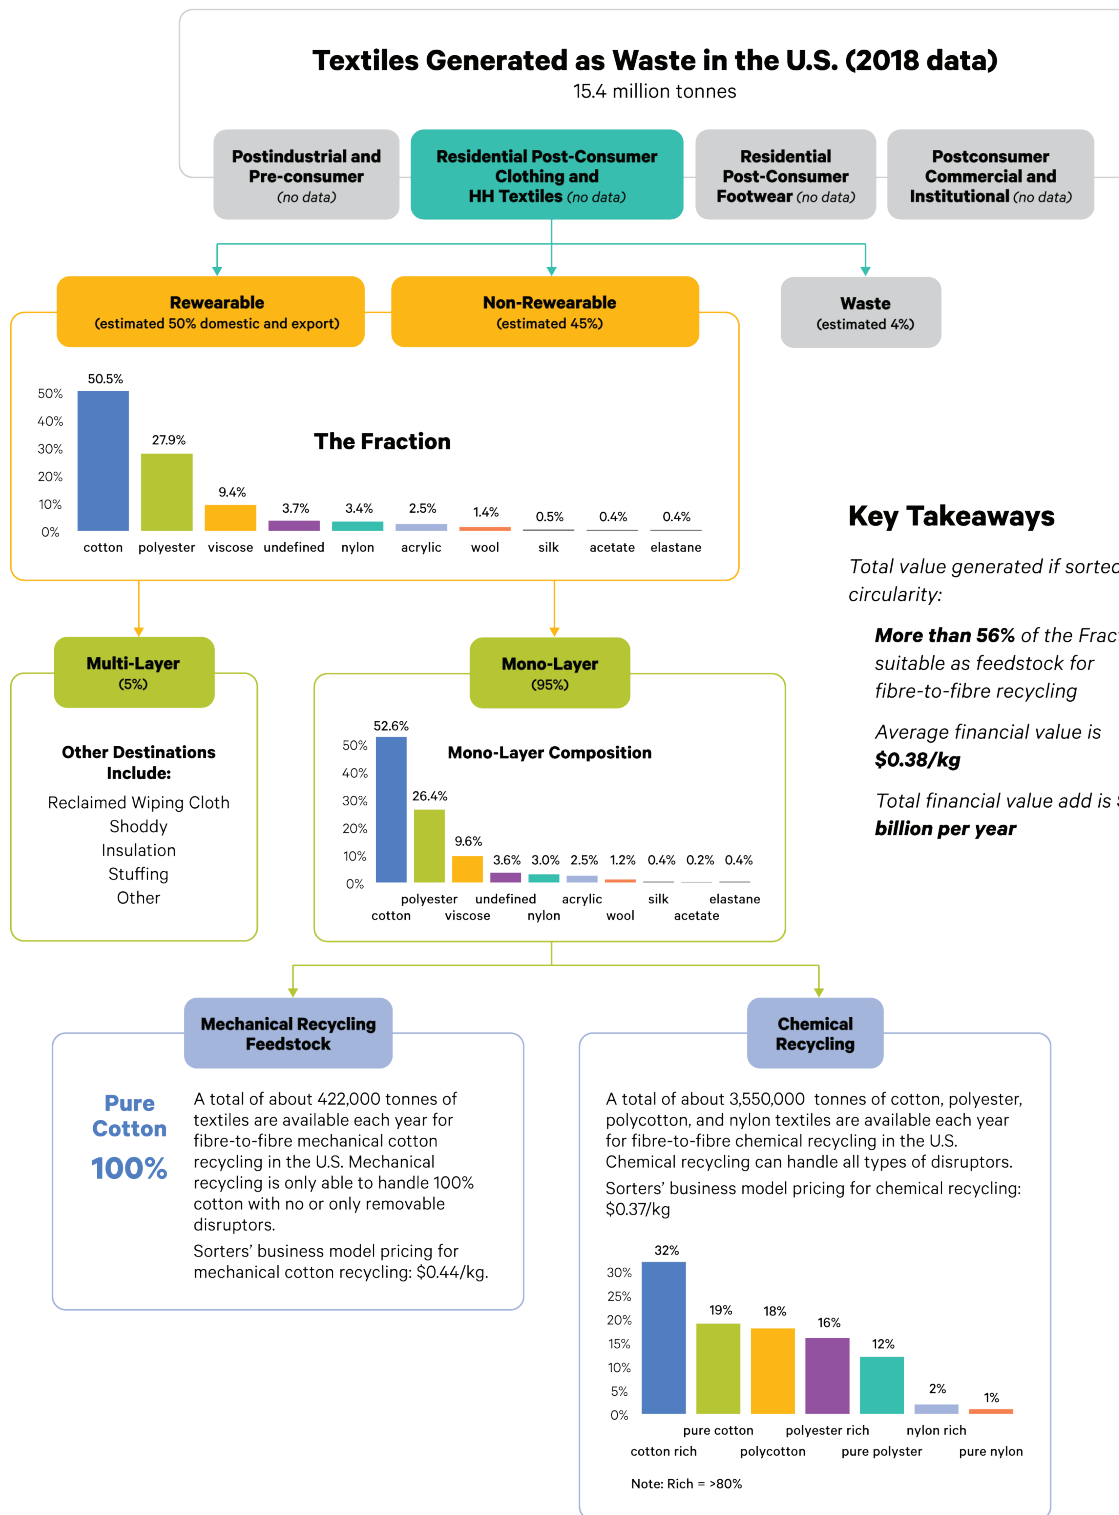 Textiles Generated as Waste in the U.S. (2018 data)
15.4 million tonnes
Postindustrial and
Pre-consumer
(no data)
Residential Post-Consumer
Clothing and
HH Textiles (no data)
Residential
Post-Consumer
Footwear (no data)
Postconsumer
Commercial and
Institutional (no data)
Rewearable
(estimated 50% domestic and export)
Non-Rewearable
(estimated 45%)
Waste
(estimated 4%)
The Fraction
50%
40%
30%
20%
10%
0%
50.5%
27.9%
9.4%
3.7%
3.4%
2.5%
1.4%
0.5%
0.4%
0.4%
cotton
polyester
viscose
undefined
nylon
acrylic
wool
silk
acetate
elastane
Key Takeaways
Total value generated if sorted
circularity:
More than 56% of the
suitable as feedstock for
fibre-to-fibre recycling
Average financial value is
$0.38/kg
Total financial value add is
billion per year
Multi-Layer
(5%)
Other Destinations
Include:
Reclaimed Wiping Cloth
Shoddy
Insulation
Stuffing
Other
Mono-Layer
(95%)
Mono-Layer Composition
50%
40%
30%
20%
10%
0%
52.6%
26.4%
9.6%
3.6%
3.0%
2.5%
1.2%
0.4%
0.2%
0.4%
cotton
polyester
viscose
undefined
nylon
acrylic
wool
silk
acetate
elastane
Mechanical Recycling
Feedstock
Pure
Cotton
100%
A total of about 422,000 tonnes of
textiles are available each year for
fibre-to-fibre mechanical cotton
recycling in the U.S. Mechanical
recycling is only able to handle 100%
cotton with no or only removable
disruptors.
Sorters' business model pricing for
mechanical cotton recycling: $0.44/kg.
Chemical
Recycling
A total of about 3,550,000 tonnes of cotton, polyester,
polycotton, and nylon textiles are available each year
for fibre-to-fibre chemical recycling in the U.S.
Chemical recycling can handle all types of disruptors.
Sorters' business model pricing for chemical recycling:
$0.37/kg
30%
25%
20%
15%
10%
5%
0%
32%
19%
18%
16%
12%
2%
1%
cotton rich
pure cotton
polycotton
polyester rich
pure polyster
nylon rich
pure nylon
Note: Rich = >80%